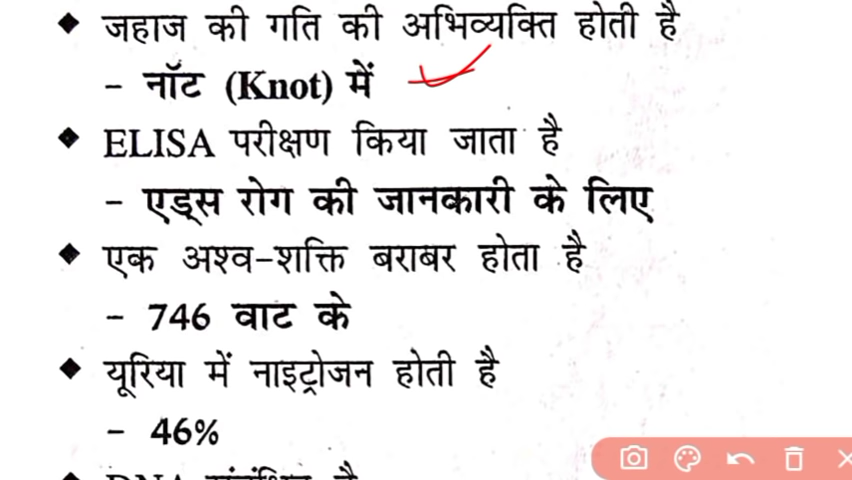 ◆ जहाज की गति की अभिव्यक्ति होती है
– नॉट (Knot) में
◆ ELISA परीक्षण किया जाता है
– एड्स रोग की जानकारी के लिए
◆ एक अश्व-शक्ति बराबर होता है
– 746 वाट के
◆ यूरिया में नाइट्रोजन होती है
– 46%